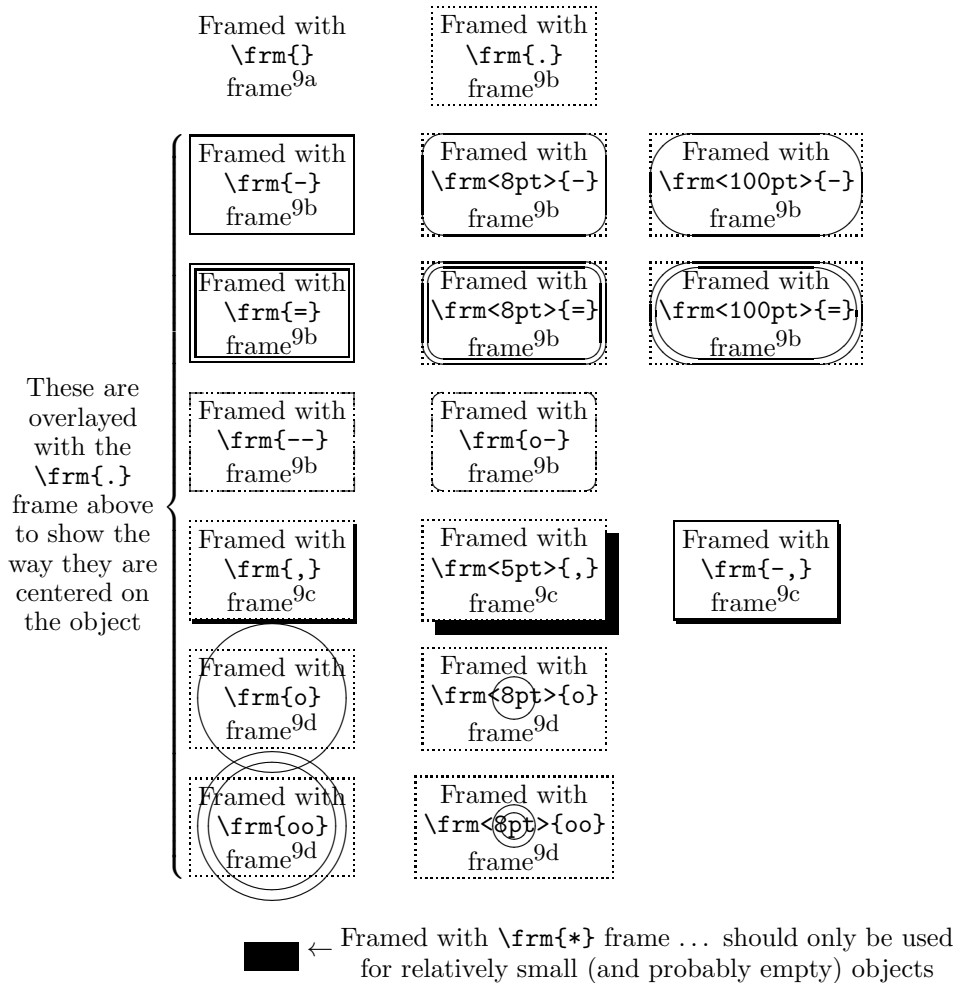 Framed with
\frm{}
frame9a
Framed with
\frm{.}
frame9b
Framed with
\frm{-}
frame9b
Framed with
\frm<8pt>{-}
frame9b
Framed with
\frm<100pt>{-}
frame9b
Framed with
\frm{=}
frame9b
Framed with
\frm<8pt>{=}
frame9b
Framed with
\frm<100pt>{=}
frame9b
These are
overlayed
with the
\frm{.}
frame above
to show the
way they are
centered on
the object
Framed with
\frm{--}
frame9b
Framed with
\frm{o-}
frame9b
Framed with
\frm{,}
frame9c
Framed with
\frm<5pt>{,}
frame9c
Framed with
\frm{-,}
frame9c
Framed with
\frm{o}
frame9d
Framed with
\frm<8pt>{o}
frame9d
Framed with
\frm{oo}
frame9d
Framed with
\frm<8pt>{oo}
frame9d
← Framed with \frm{*} frame ... should only be used
for relatively small (and probably empty) objects